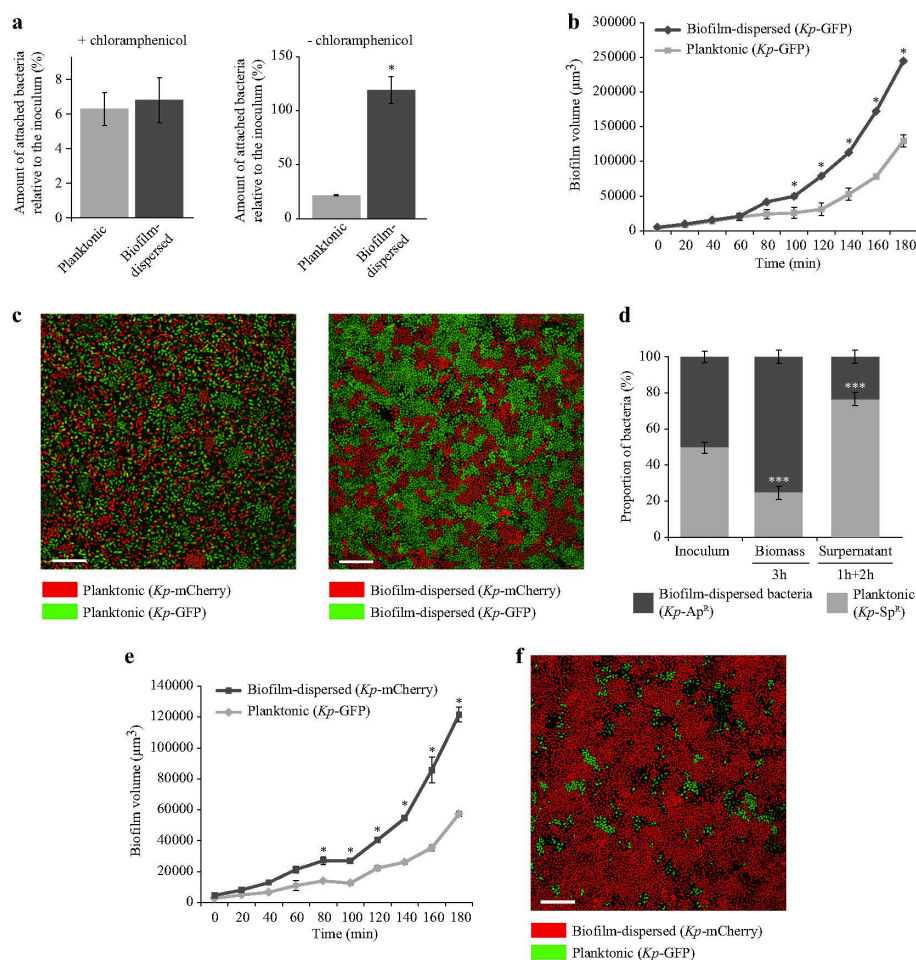 a
+ chloramphenicol
Amount of attached bacteria
relative to the inoculum (%)
8
6
4
2
0
Planktonic
Biofilm-
dispersed
- chloramphenicol
Amount of attached bacteria
relative to the inoculum (%)
150
100
50
0
*
Planktonic
Biofilm-
dispersed
b
Biofilm volume (µm³)
300000
250000
200000
150000
100000
50000
0
Biofilm-dispersed (Kp-GFP)
Planktonic (Kp-GFP)
* * * * *
0 20 40 60 80 100 120 140 160 180
Time (min)
c
Planktonic (Kp-mCherry)
Planktonic (Kp-GFP)
Biofilm-dispersed (Kp-mCherry)
Biofilm-dispersed (Kp-GFP)
d
Proportion of bacteria (%)
100
80
60
40
20
0
***
***
Inoculum Biomass Surpernatant
3h 1h+2h
Biofilm-dispersed bacteria
(Kp-Apᴿ)
Planktonic
(Kp-Spᴿ)
e
Biofilm volume (µm³)
140000
120000
100000
80000
60000
40000
20000
0
Biofilm-dispersed (Kp-mCherry)
Planktonic (Kp-GFP)
* * * * * *
0 20 40 60 80 100 120 140 160 180
Time (min)
f
Biofilm-dispersed (Kp-mCherry)
Planktonic (Kp-GFP)